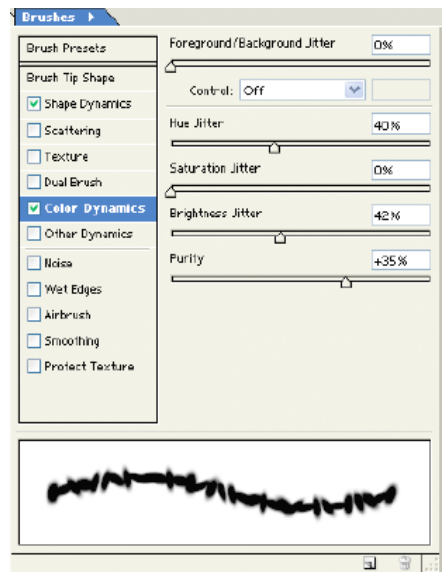 Brushes
Brush Presets
Brush Tip Shape
Shape Dynamics
Scattering
Texture
Dual Brush
Color Dynamics
Other Dynamics
Noise
Wet Edges
Airbrush
Smoothing
Protect Texture
Foreground/Background Jitter 0%
Control: Off
Hue Jitter 40%
Saturation Jitter 0%
Brightness Jitter 42%
Purity +35%